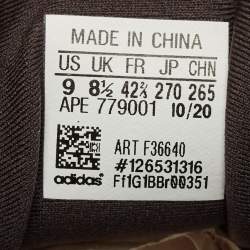 MADE IN CHINA
US UK FR JP CHN
9 8½ 42⅔ 270 265
APE 779001 10/20
ART F36640
#126531316
adidas Ff1G1BBr00351